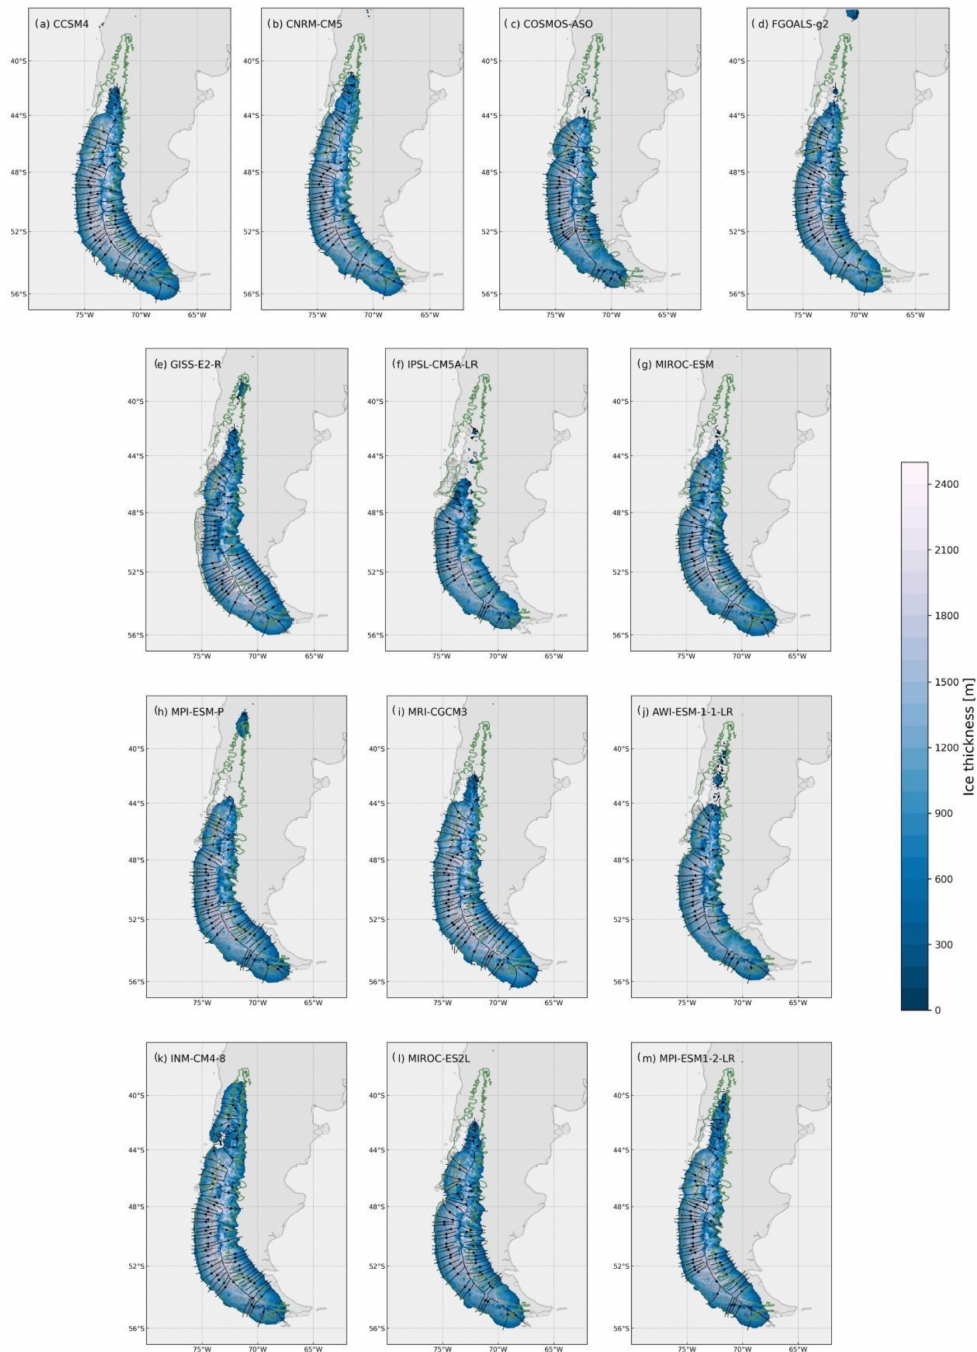 (a) CCSM4
(b) CNRM-CM5
(c) COSMOS-ASO
(d) FGOALS-g2
40°S
40°S
40°S
40°S
44°S
44°S
44°S
44°S
48°S
48°S
48°S
48°S
52°S
52°S
52°S
52°S
56°S
56°S
56°S
56°S
75°W 70°W 65°W
75°W 70°W 65°W
75°W 70°W 65°W
75°W 70°W 65°W
(e) GISS-E2-R
(f) IPSL-CM5A-LR
(g) MIROC-ESM
40°S
40°S
40°S
44°S
44°S
44°S
48°S
48°S
48°S
52°S
52°S
52°S
56°S
56°S
56°S
75°W 70°W 65°W
75°W 70°W 65°W
75°W 70°W 65°W
(h) MPI-ESM-P
(i) MRI-CGCM3
(j) AWI-ESM-1-1-LR
40°S
40°S
40°S
44°S
44°S
44°S
48°S
48°S
48°S
52°S
52°S
52°S
56°S
56°S
56°S
75°W 70°W 65°W
75°W 70°W 65°W
75°W 70°W 65°W
(k) INM-CM4-8
(l) MIROC-ES2L
(m) MPI-ESM1-2-LR
40°S
40°S
40°S
44°S
44°S
44°S
48°S
48°S
48°S
52°S
52°S
52°S
56°S
56°S
56°S
75°W 70°W 65°W
75°W 70°W 65°W
75°W 70°W 65°W
2400
2100
1800
1500
1200
900
600
300
0
Ice thickness [m]